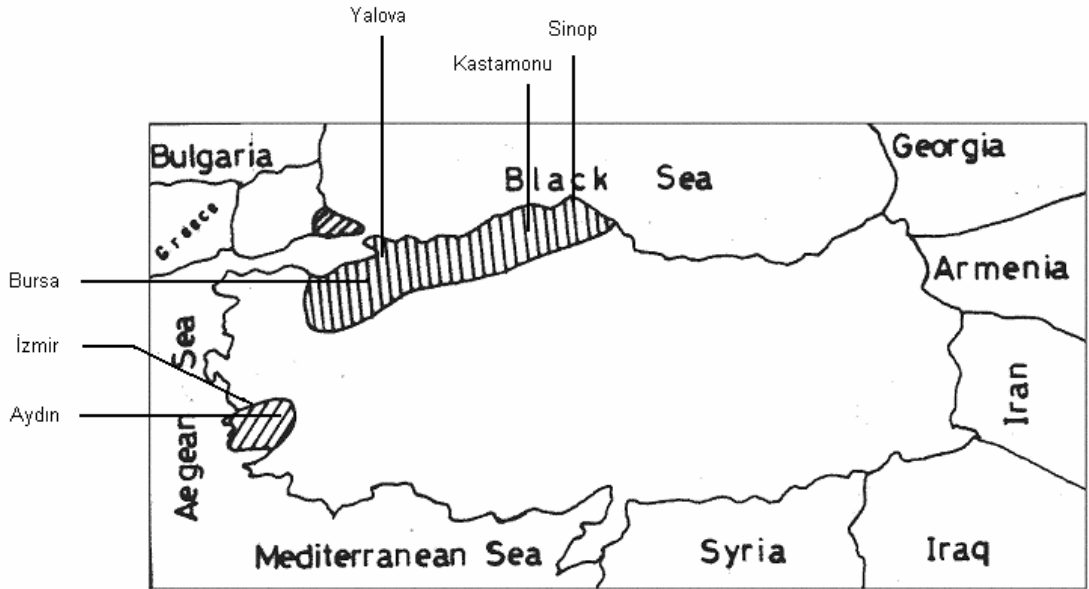 Yalova
Sinop
Kastamonu
Bulgaria
Georgia
Black Sea
Greece
Armenia
Bursa
İzmir
Aydın
Aegean Sea
Iran
Mediterranean Sea
Syria
Iraq